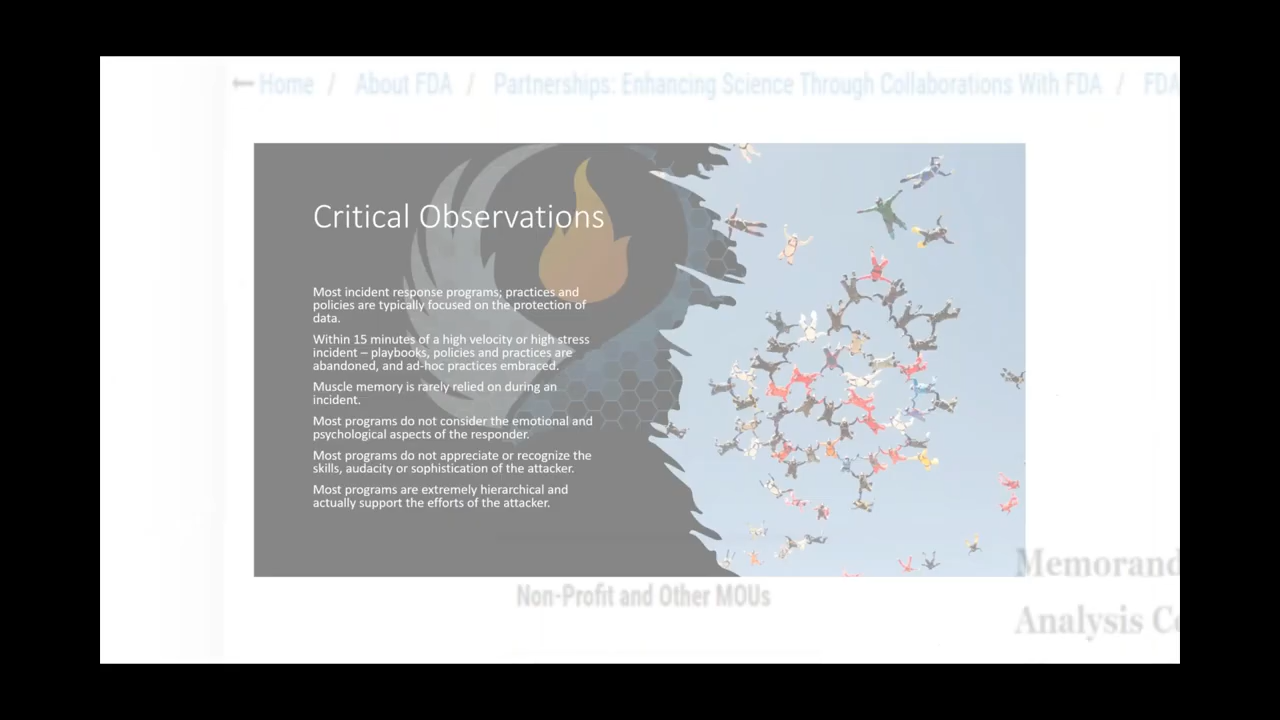 Home / About FDA / Partnerships: Enhancing Science Through Collaborations With FDA / FDA
Critical Observations
Most incident response programs; practices and
policies are typically focused on the protection of
data.
Within 15 minutes of a high velocity or high stress
incident – playbooks, policies and practices are
abandoned, and ad-hoc practices embraced.
Muscle memory is rarely relied on during an
incident.
Most programs do not consider the emotional and
psychological aspects of the responder.
Most programs do not appreciate or recognize the
skills, audacity or sophistication of the attacker.
Most programs are extremely hierarchical and
actually support the efforts of the attacker.
Non-Profit and Other MOUs
Memorand
Analysis C